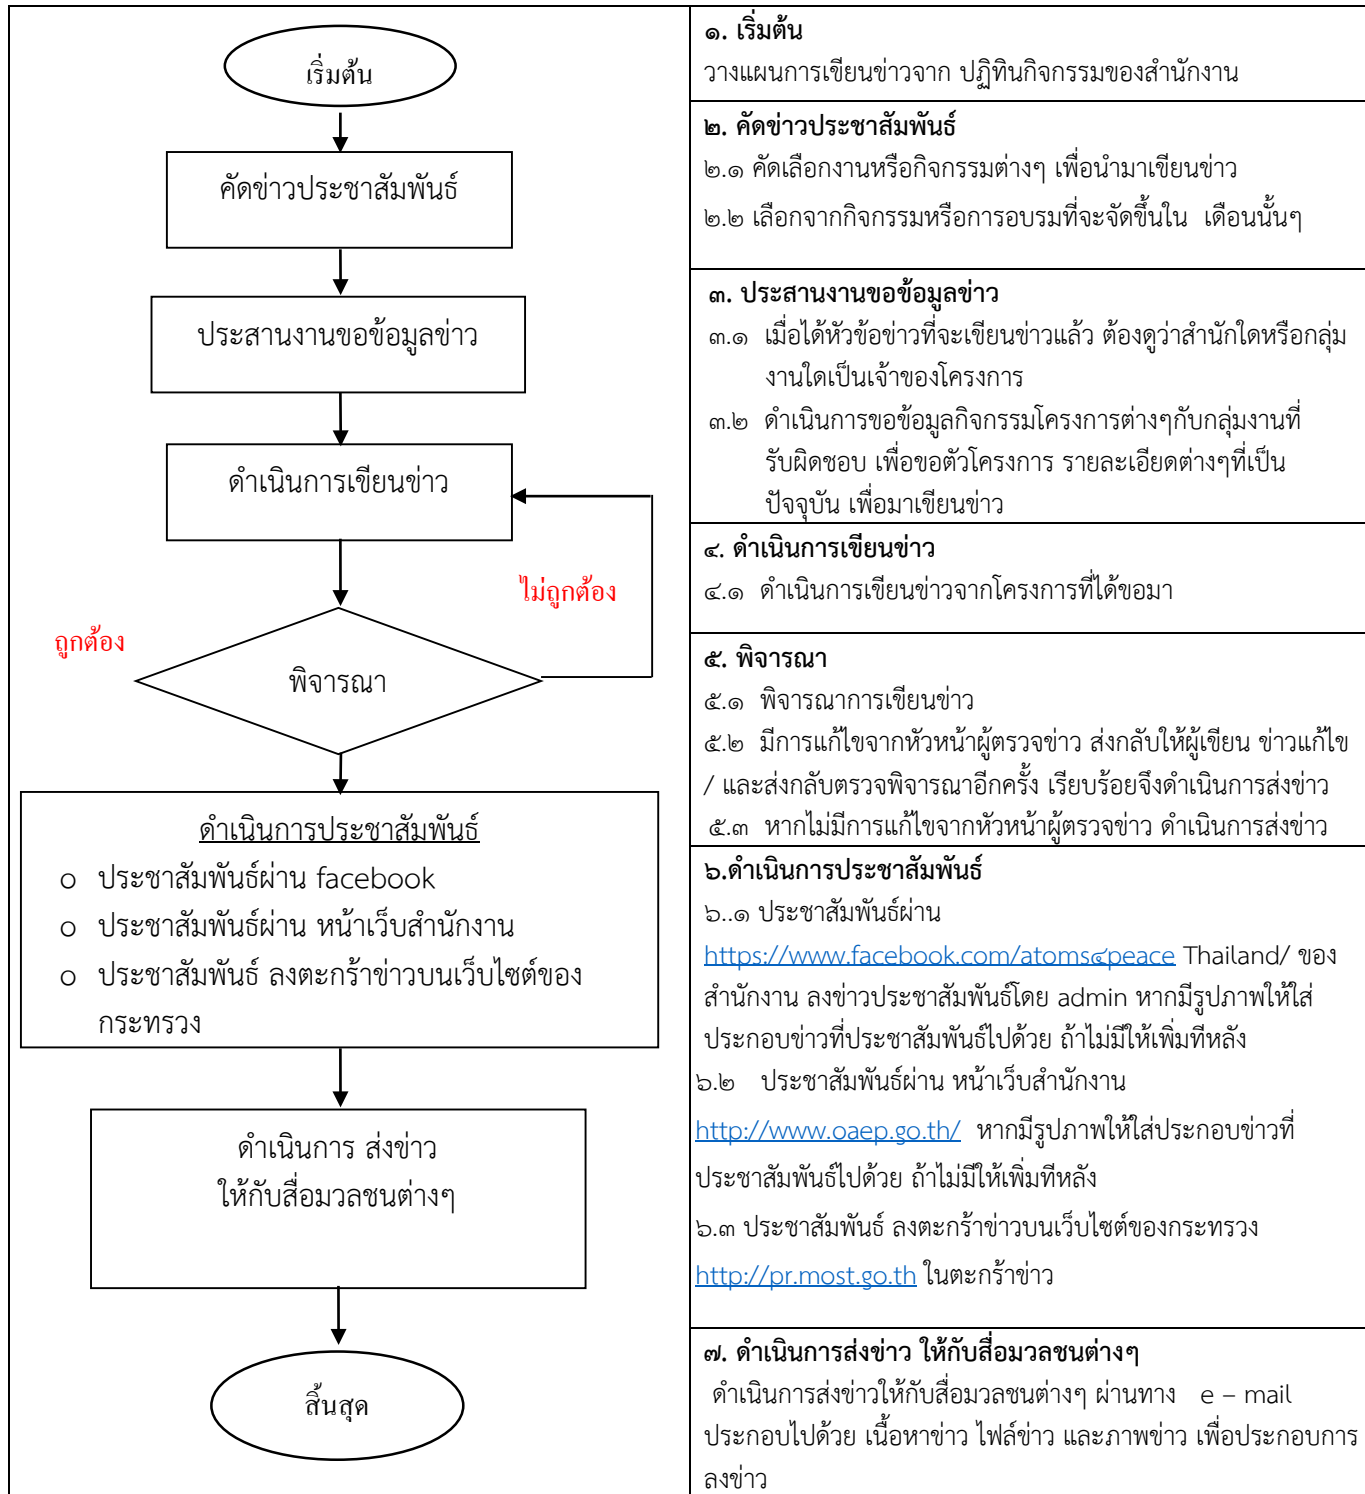 เริ่มต้น
คัดข่าวประชาสัมพันธ์
ประสานงานขอข้อมูลข่าว
ดำเนินการเขียนข่าว
ไม่ถูกต้อง
ถูกต้อง
พิจารณา
ดำเนินการประชาสัมพันธ์
o ประชาสัมพันธ์ผ่าน facebook
o ประชาสัมพันธ์ผ่าน หน้าเว็บสำนักงาน
o ประชาสัมพันธ์ ลงตะกร้าข่าวบนเว็บไซต์ของ
กระทรวง
ดำเนินการ ส่งข่าว
ให้กับสื่อมวลชนต่างๆ
สิ้นสุด
๑. เริ่มต้น
วางแผนการเขียนข่าวจาก ปฏิทินกิจกรรมของสำนักงาน
๒. คัดข่าวประชาสัมพันธ์
๒.๑ คัดเลือกงานหรือกิจกรรมต่างๆ เพื่อนำมาเขียนข่าว
๒.๒ เลือกจากกิจกรรมหรือการอบรมที่จะจัดขึ้นใน เดือนนั้นๆ
๓. ประสานงานขอข้อมูลข่าว
๓.๑ เมื่อได้หัวข้อข่าวที่จะเขียนข่าวแล้ว ต้องดูว่าสำนักใดหรือกลุ่ม
งานใดเป็นเจ้าของโครงการ
๓.๒ ดำเนินการขอข้อมูลกิจกรรมโครงการต่างๆกับกลุ่มงานที่
รับผิดชอบ เพื่อขอตัวโครงการ รายละเอียดต่างๆที่เป็น
ปัจจุบัน เพื่อมาเขียนข่าว
๔. ดำเนินการเขียนข่าว
๔.๑ ดำเนินการเขียนข่าวจากโครงการที่ได้ขอมา
๕. พิจารณา
๕.๑ พิจารณาการเขียนข่าว
๕.๒ มีการแก้ไขจากหัวหน้าผู้ตรวจข่าว ส่งกลับให้ผู้เขียน ข่าวแก้ไข
/ และส่งกลับตรวจพิจารณาอีกครั้ง เรียบร้อยจึงดำเนินการส่งข่าว
๕.๓ หากไม่มีการแก้ไขจากหัวหน้าผู้ตรวจข่าว ดำเนินการส่งข่าว
๖.ดำเนินการประชาสัมพันธ์
๖..๑ ประชาสัมพันธ์ผ่าน
https://www.facebook.com/atoms๔peace Thailand/ ของ
สำนักงาน ลงข่าวประชาสัมพันธ์โดย admin หากมีรูปภาพให้ใส่
ประกอบข่าวที่ประชาสัมพันธ์ไปด้วย ถ้าไม่มีให้เพิ่มทีหลัง
๖.๒ ประชาสัมพันธ์ผ่าน หน้าเว็บสำนักงาน
http://www.oaep.go.th/ หากมีรูปภาพให้ใส่ประกอบข่าวที่
ประชาสัมพันธ์ไปด้วย ถ้าไม่มีให้เพิ่มทีหลัง
๖.๓ ประชาสัมพันธ์ ลงตะกร้าข่าวบนเว็บไซต์ของกระทรวง
http://pr.most.go.th ในตะกร้าข่าว
๗. ดำเนินการส่งข่าว ให้กับสื่อมวลชนต่างๆ
ดำเนินการส่งข่าวให้กับสื่อมวลชนต่างๆ ผ่านทาง e – mail
ประกอบไปด้วย เนื้อหาข่าว ไฟล์ข่าว และภาพข่าว เพื่อประกอบการ
ลงข่าว